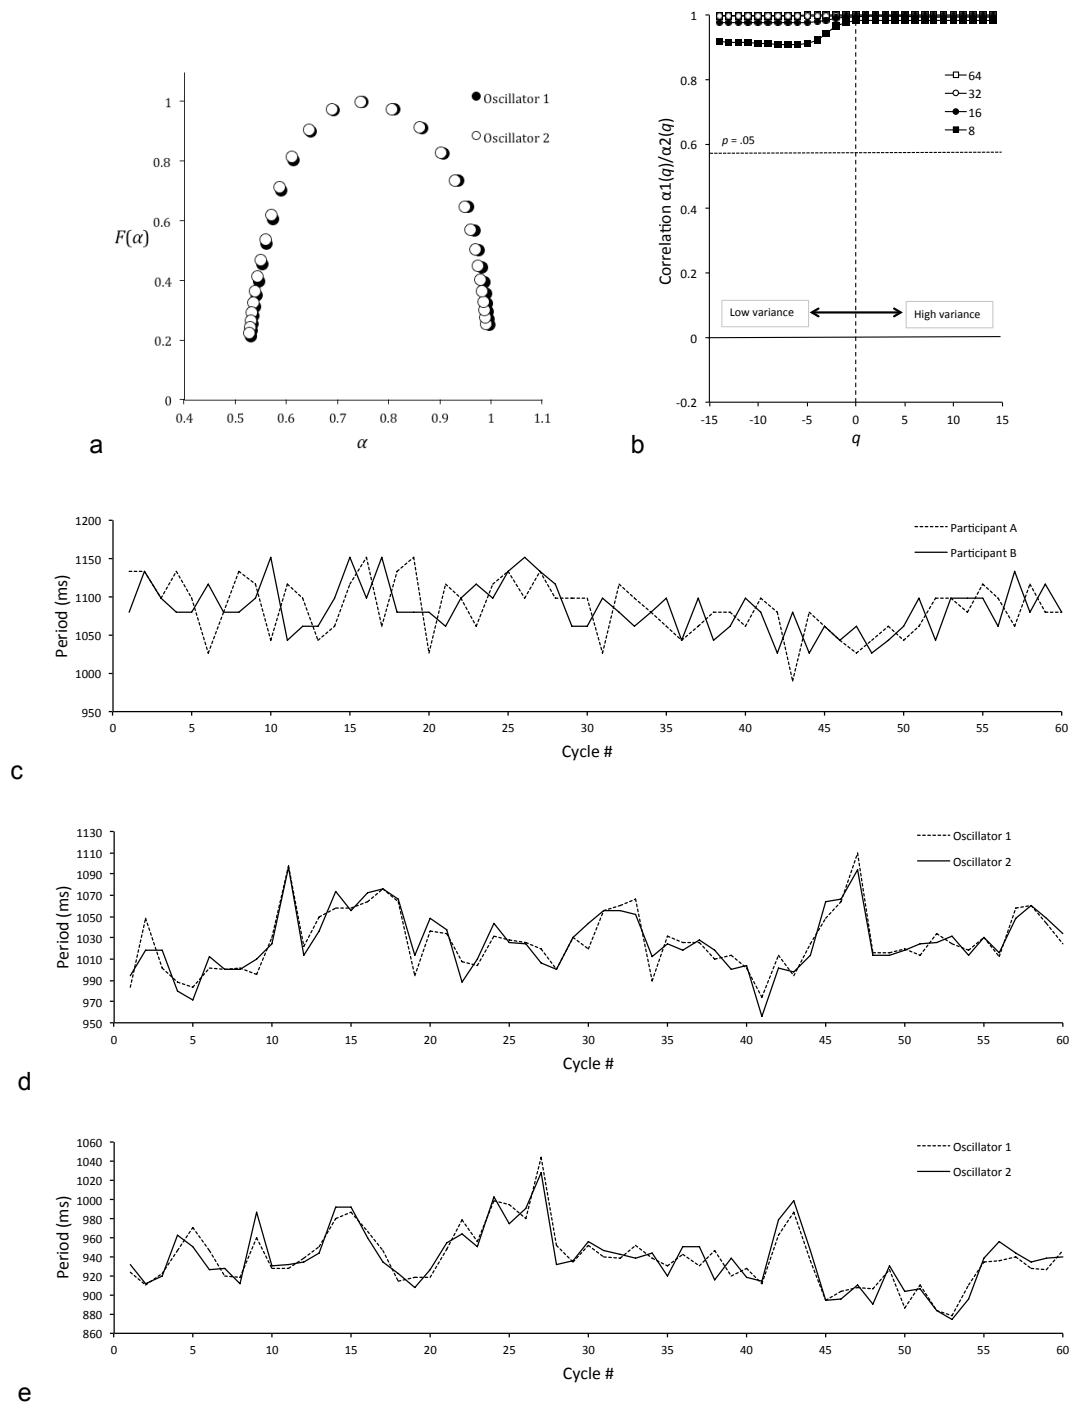 1
0.8
0.6
0.4
0.2
0
F(α)
0.4 0.5 0.6 0.7 0.8 0.9 1 1.1
α
Oscillator 1
Oscillator 2
a
1
0.8
0.6
0.4
0.2
0
-0.2
Correlation α1(q)/α2(q)
64
32
16
8
p = .05
Low variance
High variance
-15 -10 -5 0 5 10 15
q
b
1200
1150
1100
1050
1000
950
Period (ms)
Participant A
Participant B
0 5 10 15 20 25 30 35 40 45 50 55 60
Cycle #
c
1130
1110
1090
1070
1050
1030
1010
990
970
950
Period (ms)
Oscillator 1
Oscillator 2
0 5 10 15 20 25 30 35 40 45 50 55 60
Cycle #
d
1060
1040
1020
1000
980
960
940
920
900
880
860
Period (ms)
Oscillator 1
Oscillator 2
0 5 10 15 20 25 30 35 40 45 50 55 60
Cycle #
e